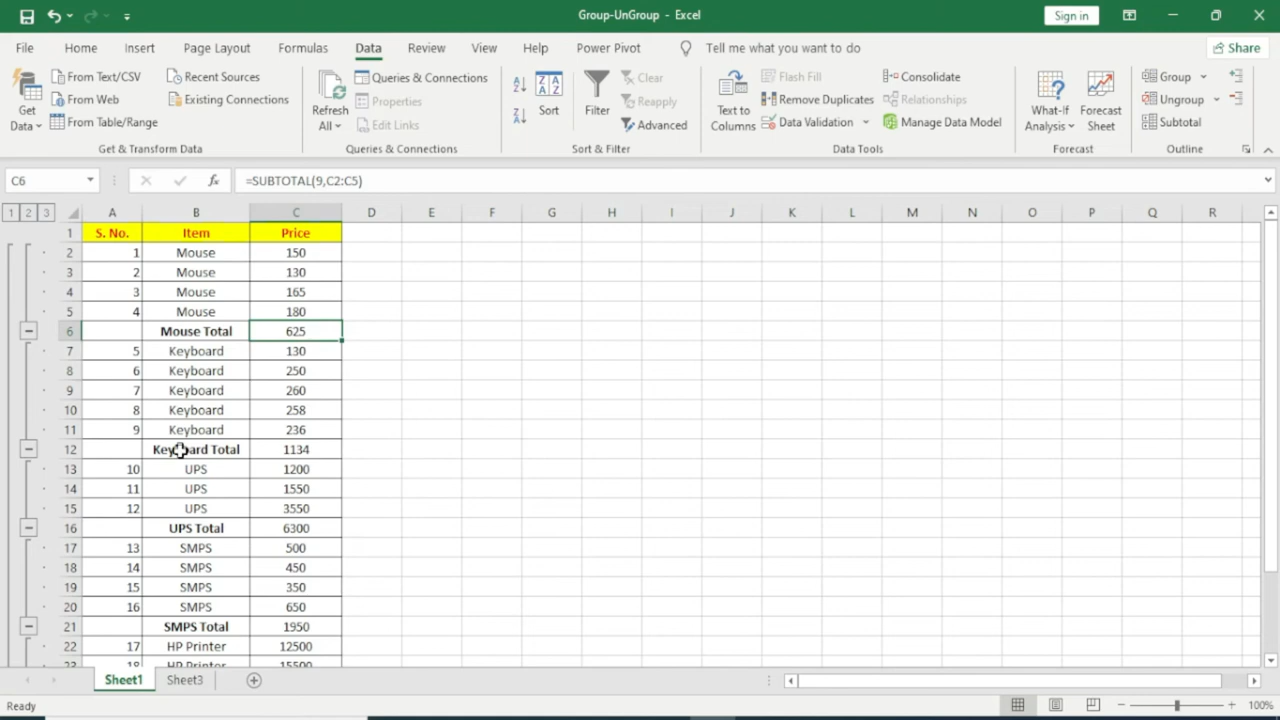 Group-UnGroup - Excel
Sign in
File Home Insert Page Layout Formulas Data Review View Help Power Pivot Tell me what you want to do Share
Get Data
From Text/CSV
From Web
From Table/Range
Recent Sources
Existing Connections
Get & Transform Data
Refresh All
Queries & Connections
Properties
Edit Links
Queries & Connections
Sort
Filter
Clear
Reapply
Advanced
Sort & Filter
Text to Columns
Flash Fill
Remove Duplicates
Data Validation
Consolidate
Relationships
Manage Data Model
Data Tools
What-If Analysis
Forecast Sheet
Forecast
Group
Ungroup
Subtotal
Outline
C6 fx =SUBTOTAL(9,C2:C5)
1 2 3 A B C D E F G H I J K L M N O P Q R
1 S. No. Item Price
2 1 Mouse 150
3 2 Mouse 130
4 3 Mouse 165
5 4 Mouse 180
6 Mouse Total 625
7 5 Keyboard 130
8 6 Keyboard 250
9 7 Keyboard 260
10 8 Keyboard 258
11 9 Keyboard 236
12 Keyboard Total 1134
13 10 UPS 1200
14 11 UPS 1550
15 12 UPS 3550
16 UPS Total 6300
17 13 SMPS 500
18 14 SMPS 450
19 15 SMPS 350
20 16 SMPS 650
21 SMPS Total 1950
22 17 HP Printer 12500
23 18 HP Printer 15500
Sheet1 Sheet3
Ready 100%